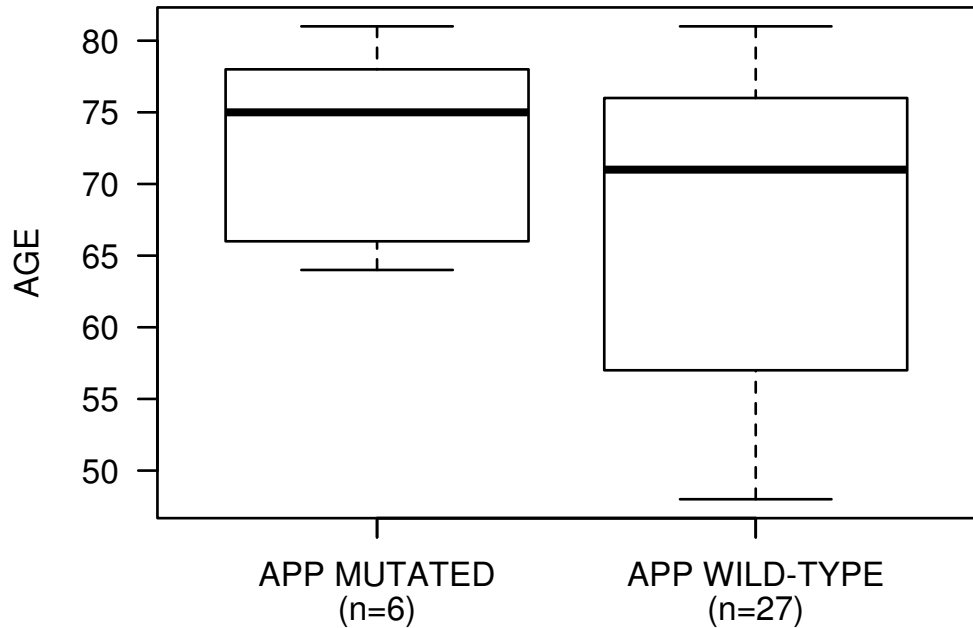 AGE
80
75
70
65
60
55
50
APP MUTATED
(n=6)
APP WILD-TYPE
(n=27)